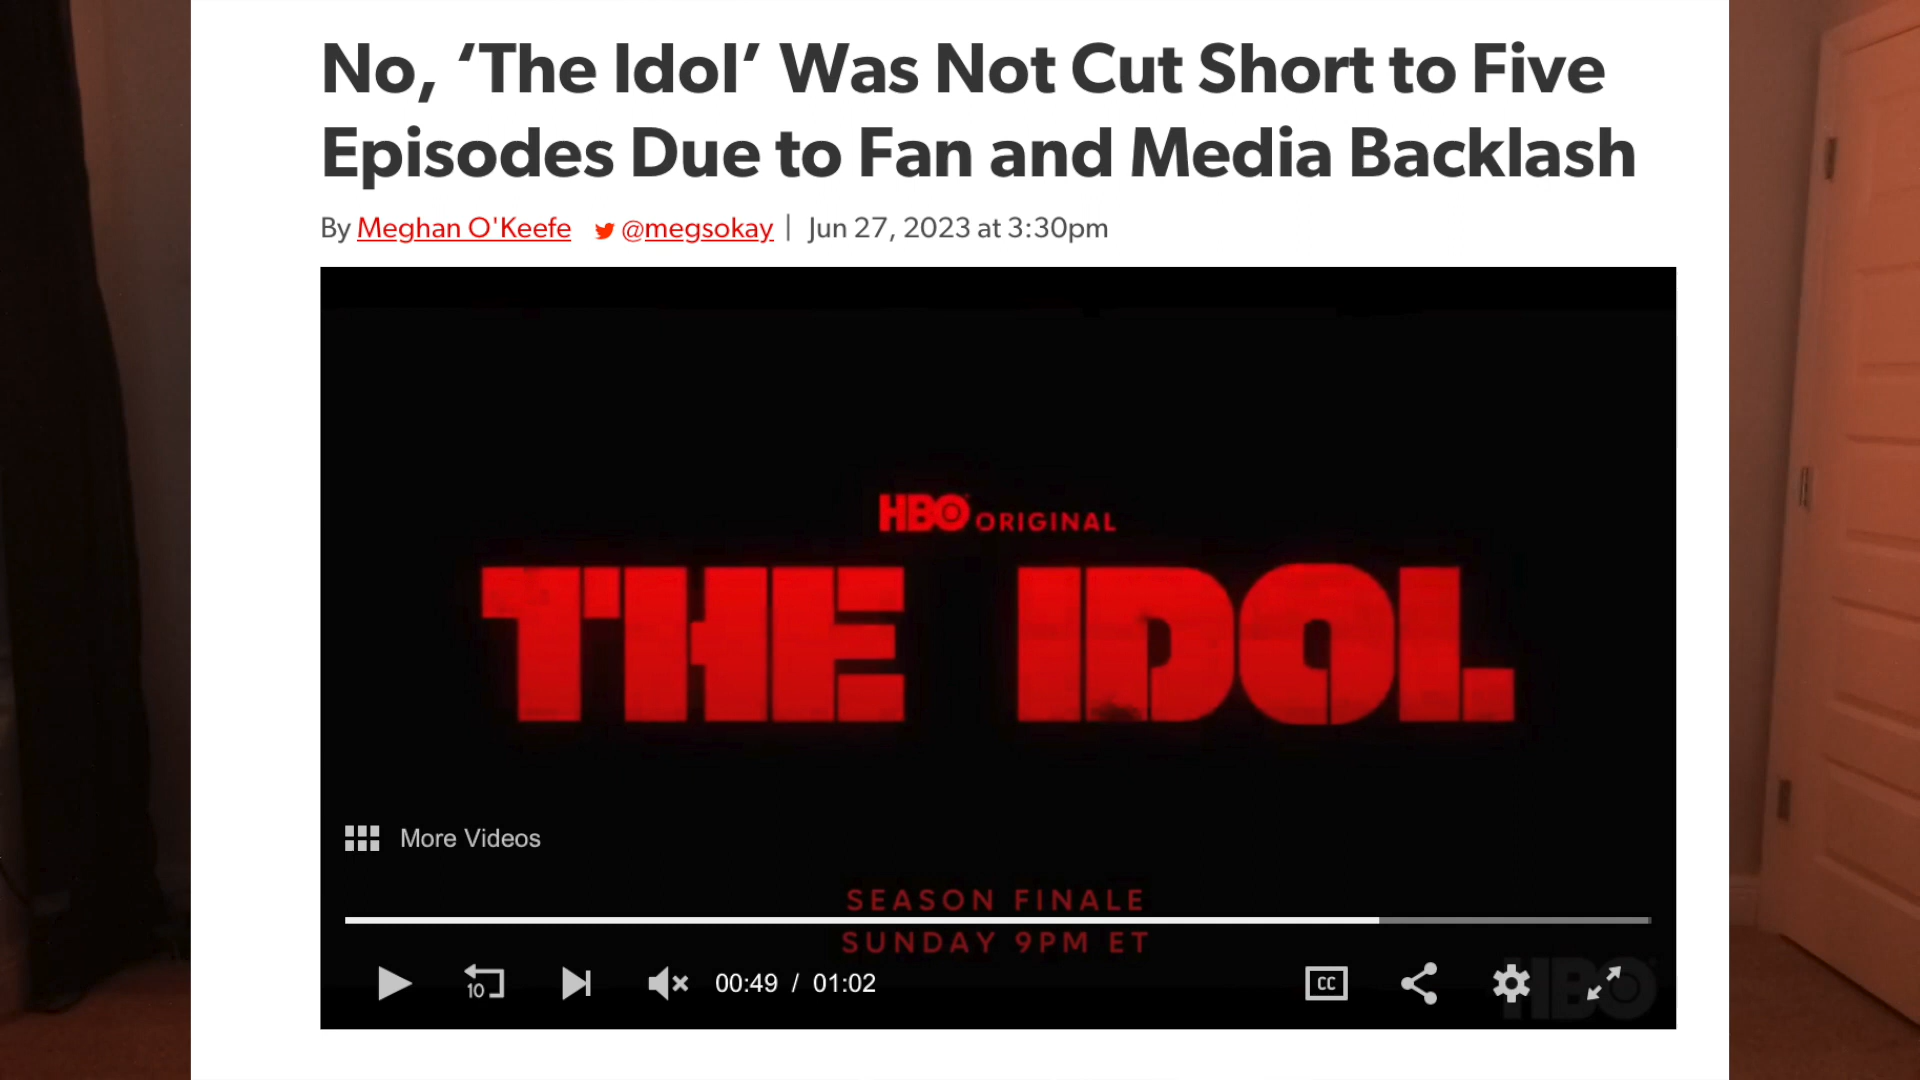 No, ‘The Idol’ Was Not Cut Short to Five
Episodes Due to Fan and Media Backlash
By Meghan O'Keefe @megsokay | Jun 27, 2023 at 3:30pm
HBO ORIGINAL
THE IDOL
More Videos
SEASON FINALE
SUNDAY 9PM ET
10 00:49 / 01:02 CC
HBO